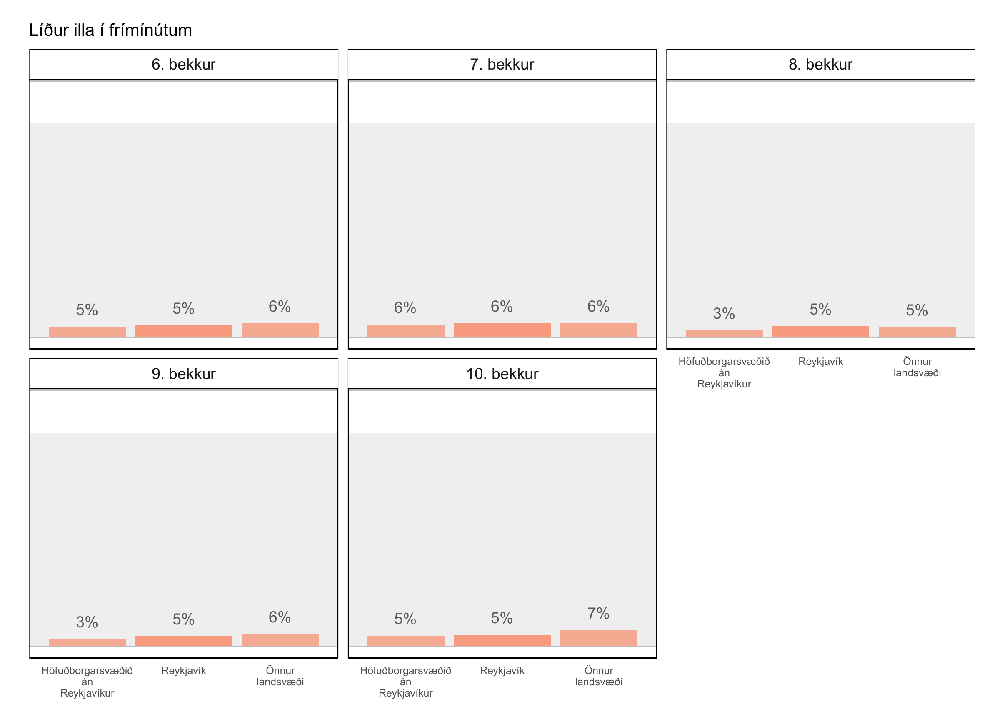 Líður illa í frímínútum
6. bekkur
7. bekkur
8. bekkur
5%
5%
6%
6%
6%
6%
3%
5%
5%
Höfuðborgarsvæðið
án
Reykjavíkur
Reykjavík
Önnur
landsvæði
9. bekkur
10. bekkur
3%
5%
6%
5%
5%
7%
Höfuðborgarsvæðið
án
Reykjavíkur
Reykjavík
Önnur
landsvæði
Höfuðborgarsvæðið
án
Reykjavíkur
Reykjavík
Önnur
landsvæði